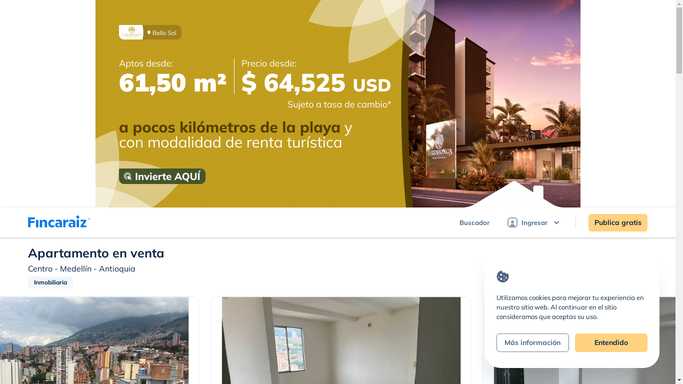 Bello Sol
Aptos desde:
61,50 m²
Precio desde:
$ 64,525 USD
Sujeto a tasa de cambio*
a pocos kilómetros de la playa y
con modalidad de renta turística
Invierte AQUÍ
Fincaraiz
Buscador
Ingresar
Publica gratis
Apartamento en venta
Centro - Medellín - Antioquia
Inmobiliaria
Utilizamos cookies para mejorar tu experiencia en
nuestro sitio web. Al continuar en el sitio
consideramos que aceptas su uso.
Más información
Entendido